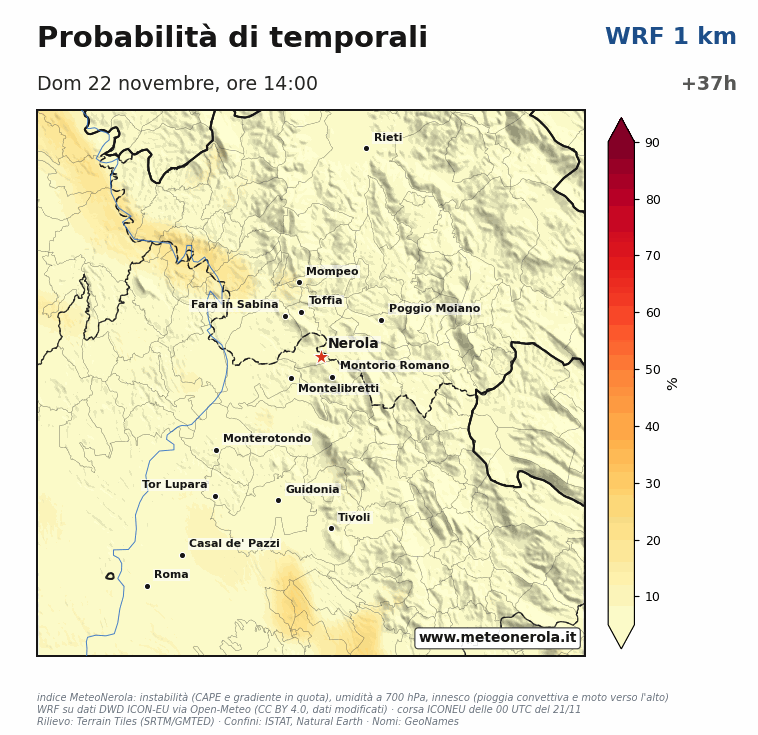 Probabilità di temporali
WRF 1 km
Dom 22 novembre, ore 14:00
+37h
Rieti
Mompeo
Toffia
Fara in Sabina
Poggio Moiano
Nerola
Montorio Romano
Montelibretti
Monterotondo
Tor Lupara
Guidonia
Tivoli
Casal de' Pazzi
Roma
www.meteonerola.it
90
80
70
60
50
40
30
20
10
%
indice MeteoNerola: instabilità (CAPE e gradiente in quota), umidità a 700 hPa, innesco (pioggia convettiva e moto verso l'alto)
WRF su dati DWD ICON-EU via Open-Meteo (CC BY 4.0, dati modificati) · corsa ICONEU delle 00 UTC del 21/11
Rilievo: Terrain Tiles (SRTM/GMTED) · Confini: ISTAT, Natural Earth · Nomi: GeoNames